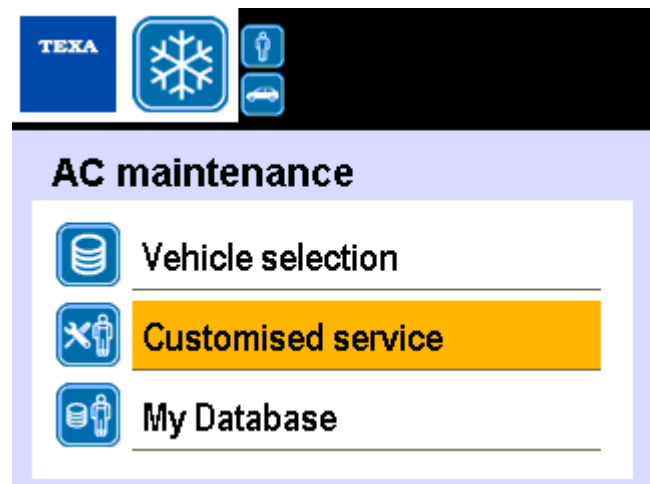 TEXA
AC maintenance
Vehicle selection
Customised service
My Database